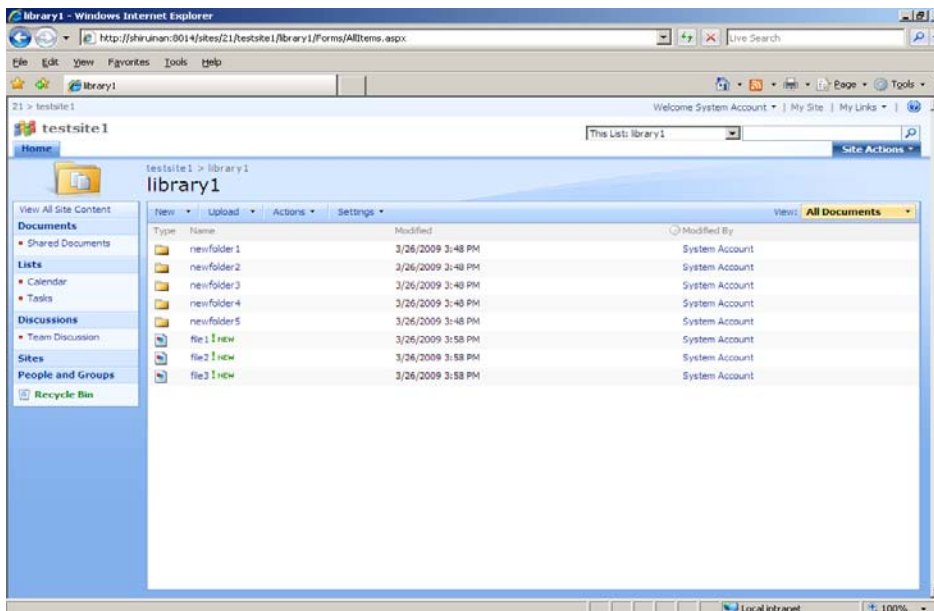 library1 - Windows Internet Explorer
http://shiruinan:8014/sites/21/testsite1/library1/Forms/AllItems.aspx
Live Search
File Edit View Favorites Tools Help
library1
Page Tools
21 > testsite1
Welcome System Account My Site My Links
testsite1
This List: library1
Home
Site Actions
testsite1 > library1
library1
View All Site Content
Documents
Shared Documents
Lists
Calendar
Tasks
Discussions
Team Discussion
Sites
People and Groups
Recycle Bin
New Upload Actions Settings
View: All Documents
Type Name Modified Modified By
newfolder1 3/26/2009 3:48 PM System Account
newfolder2 3/26/2009 3:48 PM System Account
newfolder3 3/26/2009 3:48 PM System Account
newfolder4 3/26/2009 3:48 PM System Account
newfolder5 3/26/2009 3:48 PM System Account
file1 ! NEW 3/26/2009 3:58 PM System Account
file2 ! NEW 3/26/2009 3:58 PM System Account
file3 ! NEW 3/26/2009 3:58 PM System Account
Local intranet
100%